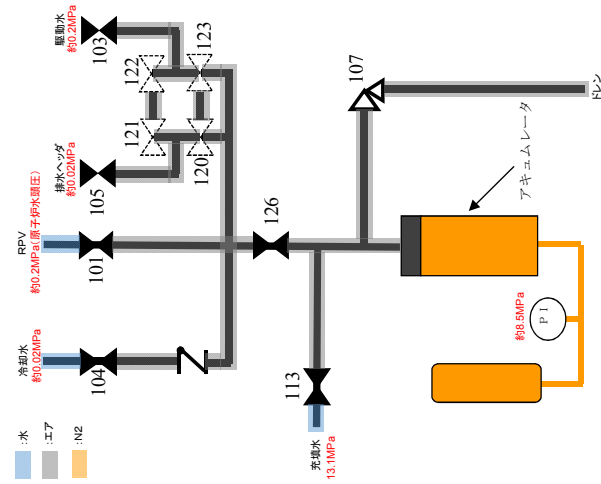 駆動水
約0.2MPa
103
123
122
121
120
排水ヘッダ
約0.02MPa
105
RPV
約0.2MPa(原子炉水頭圧)
101
126
107
ドレン
アキュムレータ
冷却水
約0.02MPa
104
113
充填水
13.1MPa
約8.5MPa
PI
:水
:エア
:N2